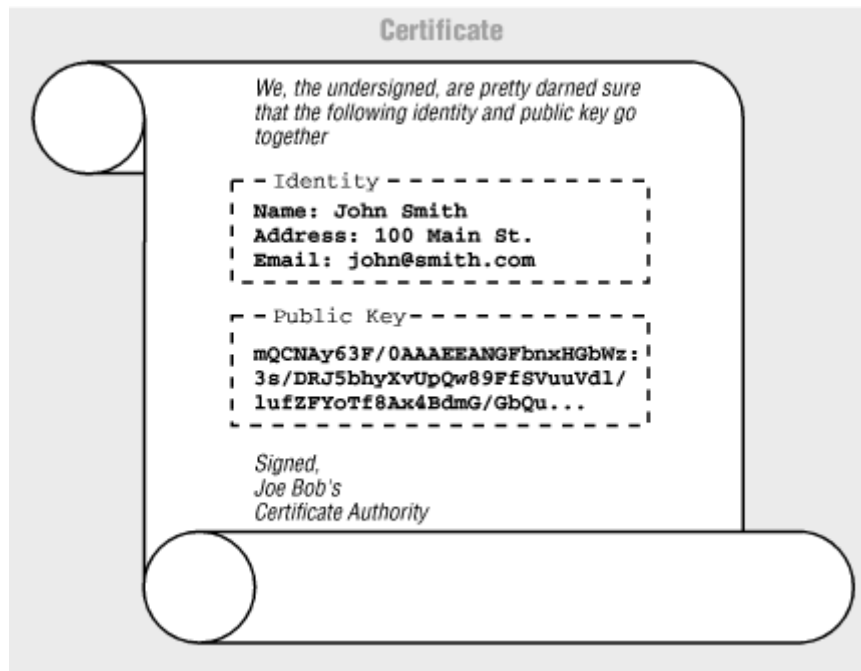 Certificate
We, the undersigned, are pretty darned sure
that the following identity and public key go
together
Identity
Name: John Smith
Address: 100 Main St.
Email: john@smith.com
Public Key
mQCNAy63F/0AAAEEANGFbnxHGbWz:
3s/DRJ5bhyXvUpQw89FfSVuuVdl/
lufZFYoTf8Ax4BdmG/GbQu...
Signed,
Joe Bob's
Certificate Authority